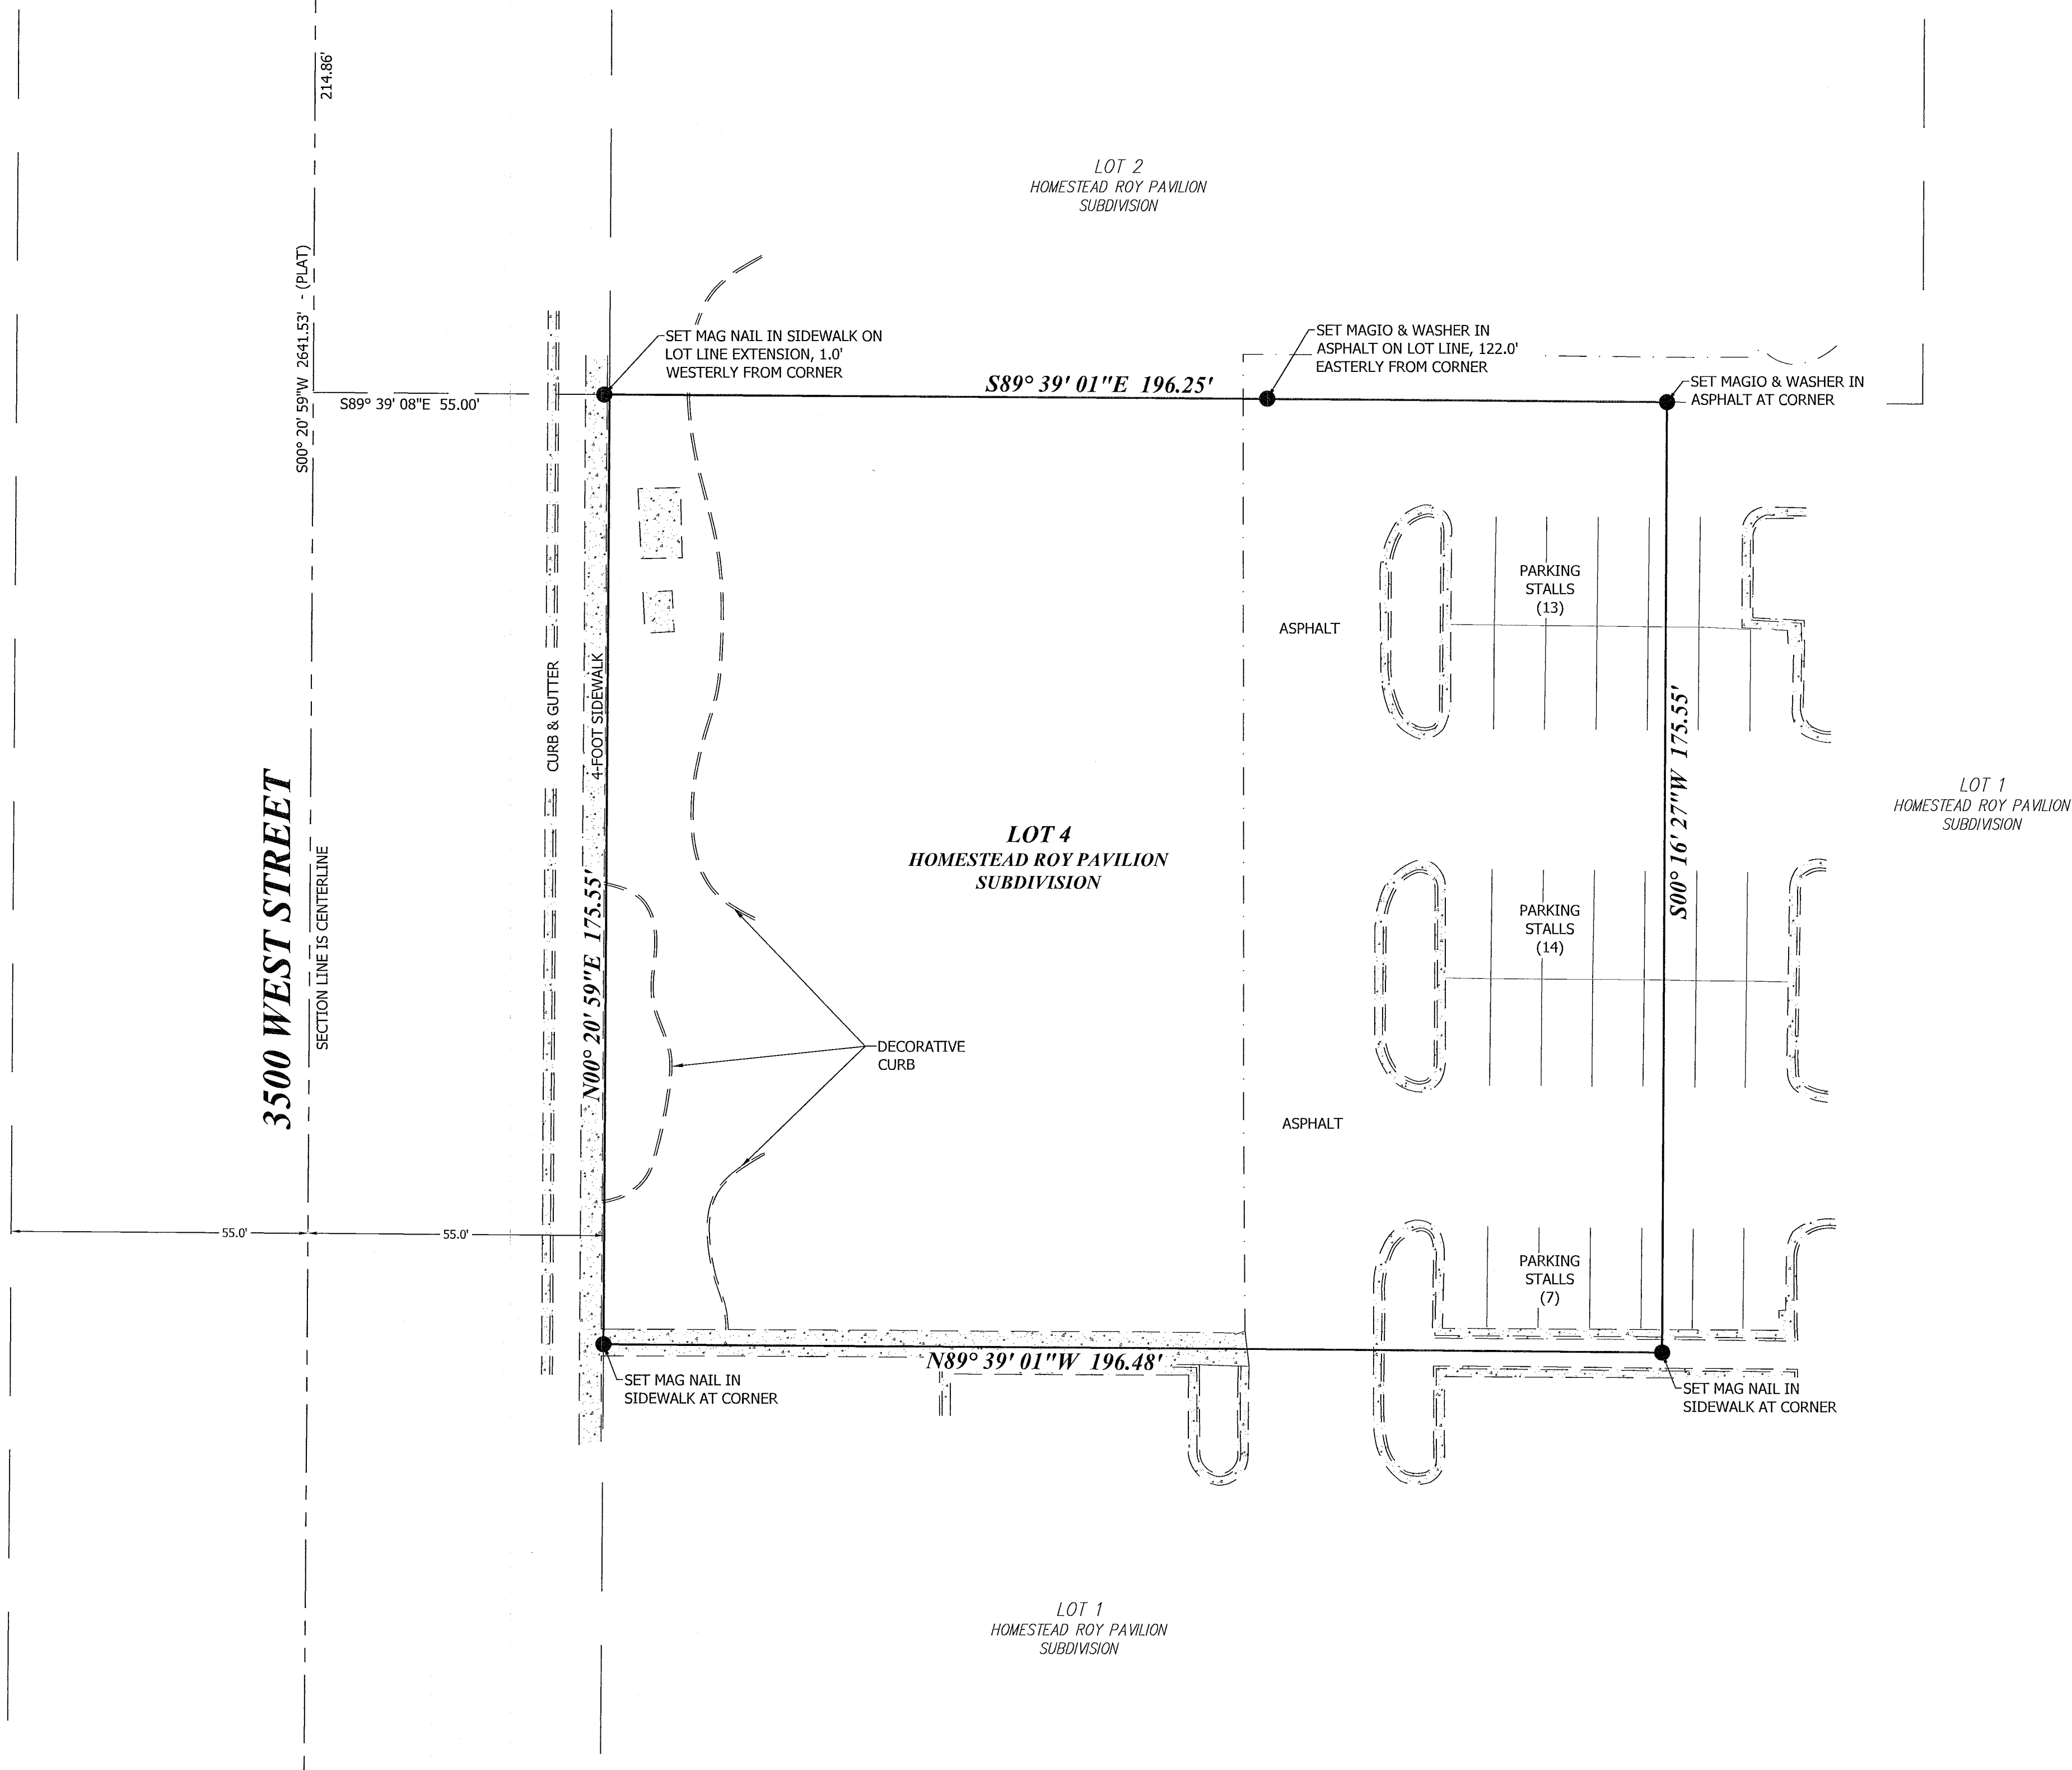 214.86'
LOT 2
HOMESTEAD ROY PAVILION
SUBDIVISION
S00° 20' 59"W 2641.53' - (PLAT)
SET MAG NAIL IN SIDEWALK ON
LOT LINE EXTENSION, 1.0'
WESTERLY FROM CORNER
SET MAGIO & WASHER IN
ASPHALT ON LOT LINE, 122.0'
EASTERLY FROM CORNER
SET MAGIO & WASHER IN
ASPHALT AT CORNER
S89° 39' 08"E 55.00'
S89° 39' 01"E 196.25'
PARKING
STALLS
(13)
ASPHALT
CURB & GUTTER
4-FOOT SIDEWALK
S00° 16' 27"W 175.55'
LOT 1
HOMESTEAD ROY PAVILION
SUBDIVISION
3500 WEST STREET
SECTION LINE IS CENTERLINE
LOT 4
HOMESTEAD ROY PAVILION
SUBDIVISION
N00° 20' 59"E 175.55'
PARKING
STALLS
(14)
DECORATIVE
CURB
ASPHALT
55.0'
55.0'
PARKING
STALLS
(7)
N89° 39' 01"W 196.48'
SET MAG NAIL IN
SIDEWALK AT CORNER
SET MAG NAIL IN
SIDEWALK AT CORNER
LOT 1
HOMESTEAD ROY PAVILION
SUBDIVISION